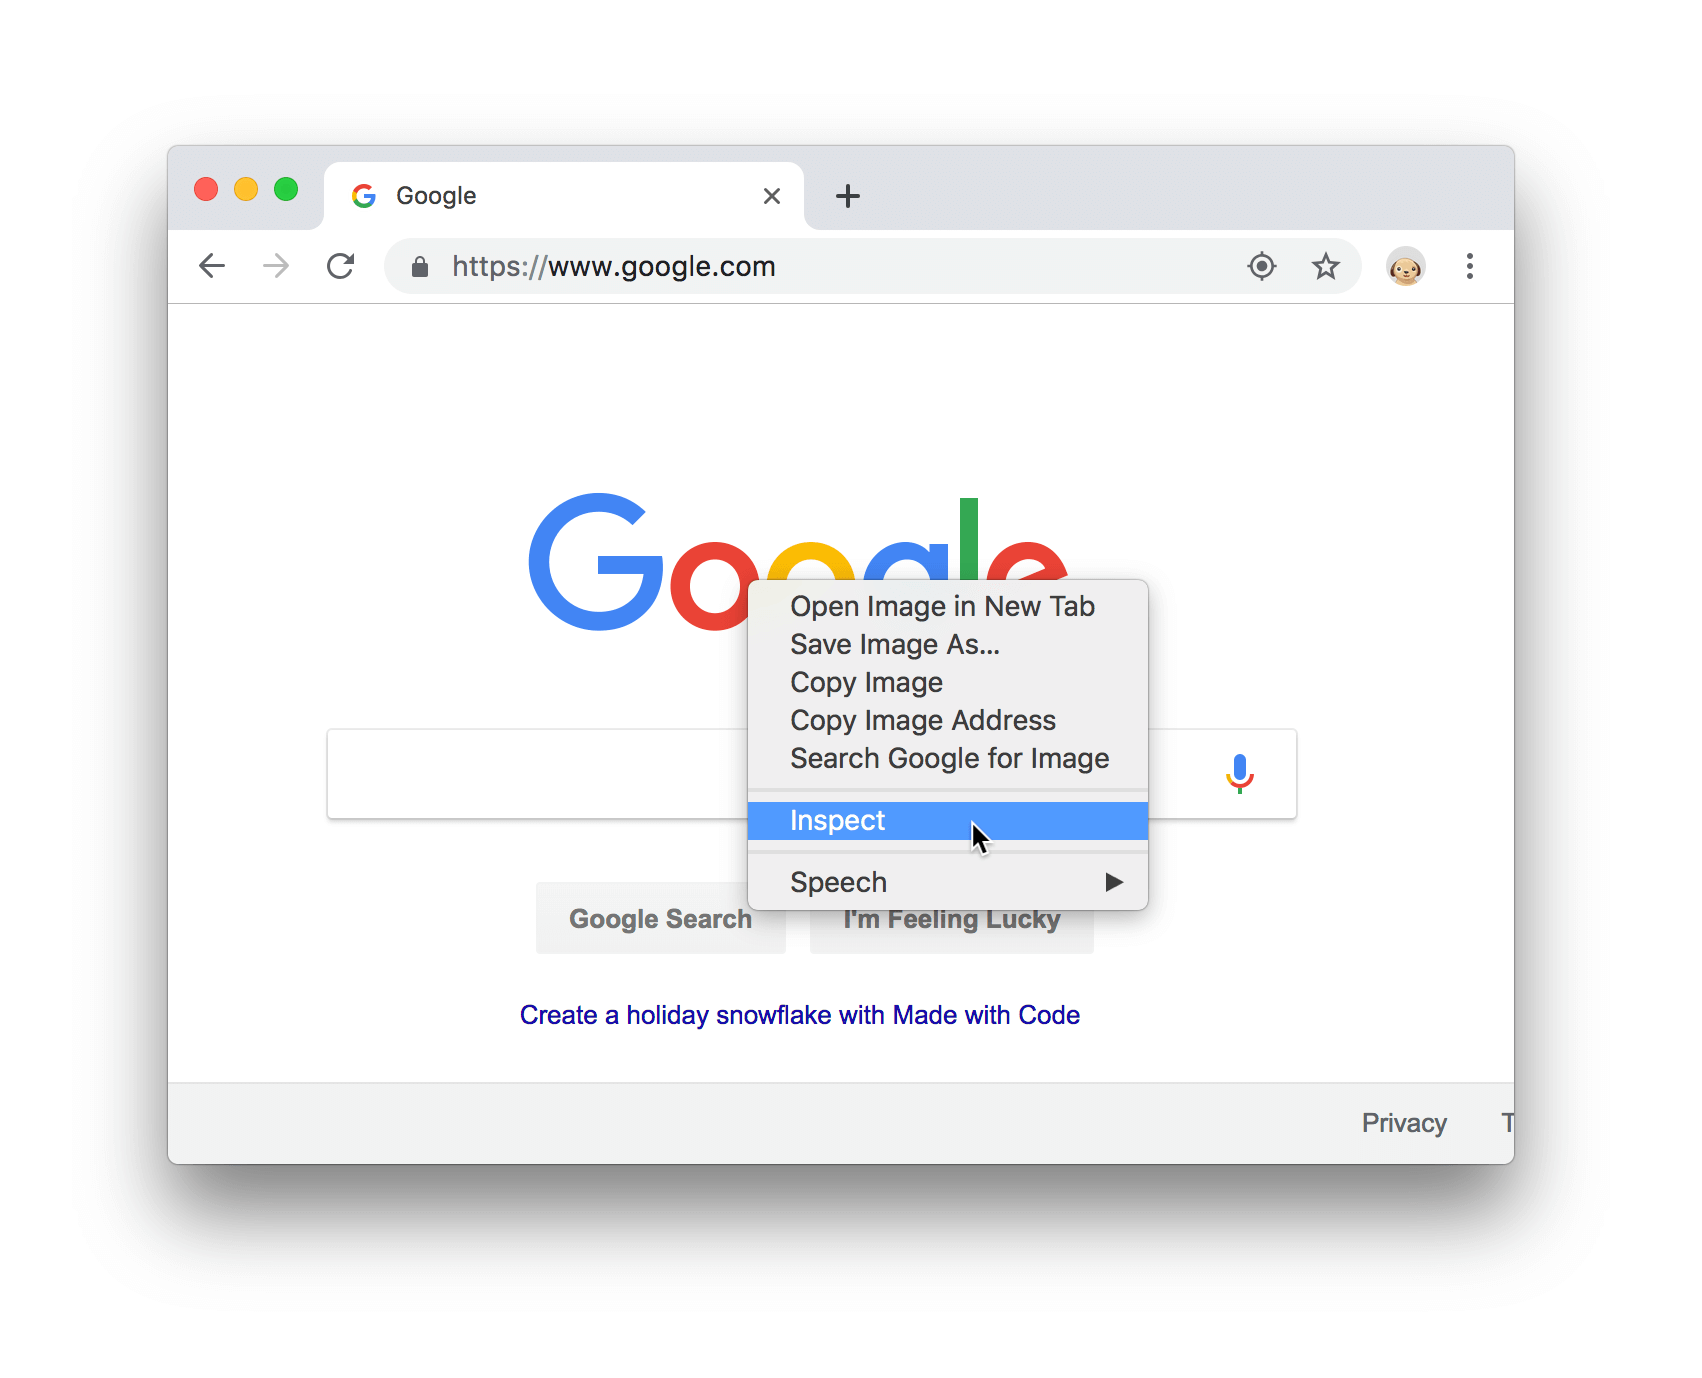 Google
https://www.google.com
Google
Open Image in New Tab
Save Image As...
Copy Image
Copy Image Address
Search Google for Image
Inspect
Speech
Google Search
I'm Feeling Lucky
Create a holiday snowflake with Made with Code
Privacy